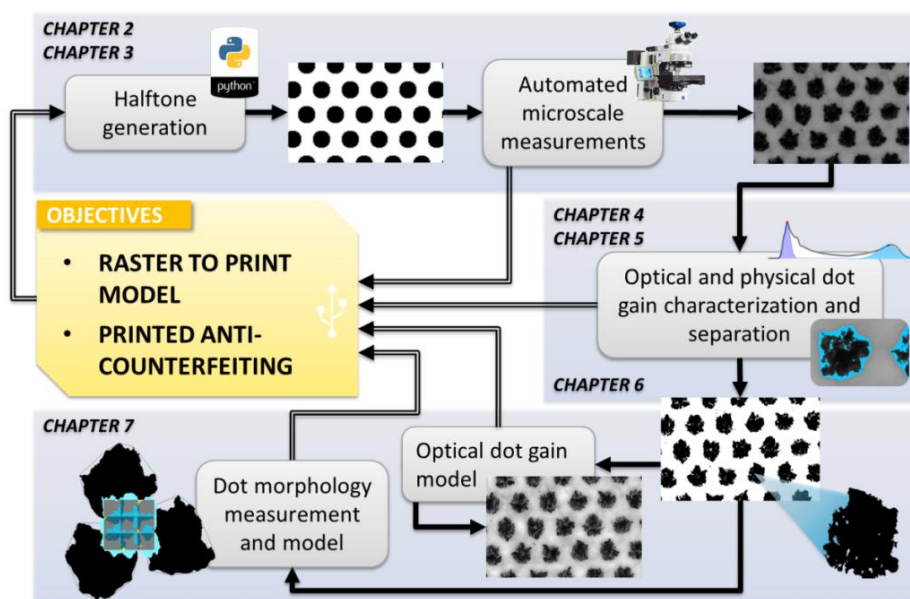 CHAPTER 2
CHAPTER 3
python
Halftone
generation
Automated
microscale
measurements
OBJECTIVES
• RASTER TO PRINT
MODEL
• PRINTED ANTI-
COUNTERFEITING
CHAPTER 4
CHAPTER 5
Optical and physical dot
gain characterization and
separation
CHAPTER 6
CHAPTER 7
Optical dot gain
model
Dot morphology
measurement
and model